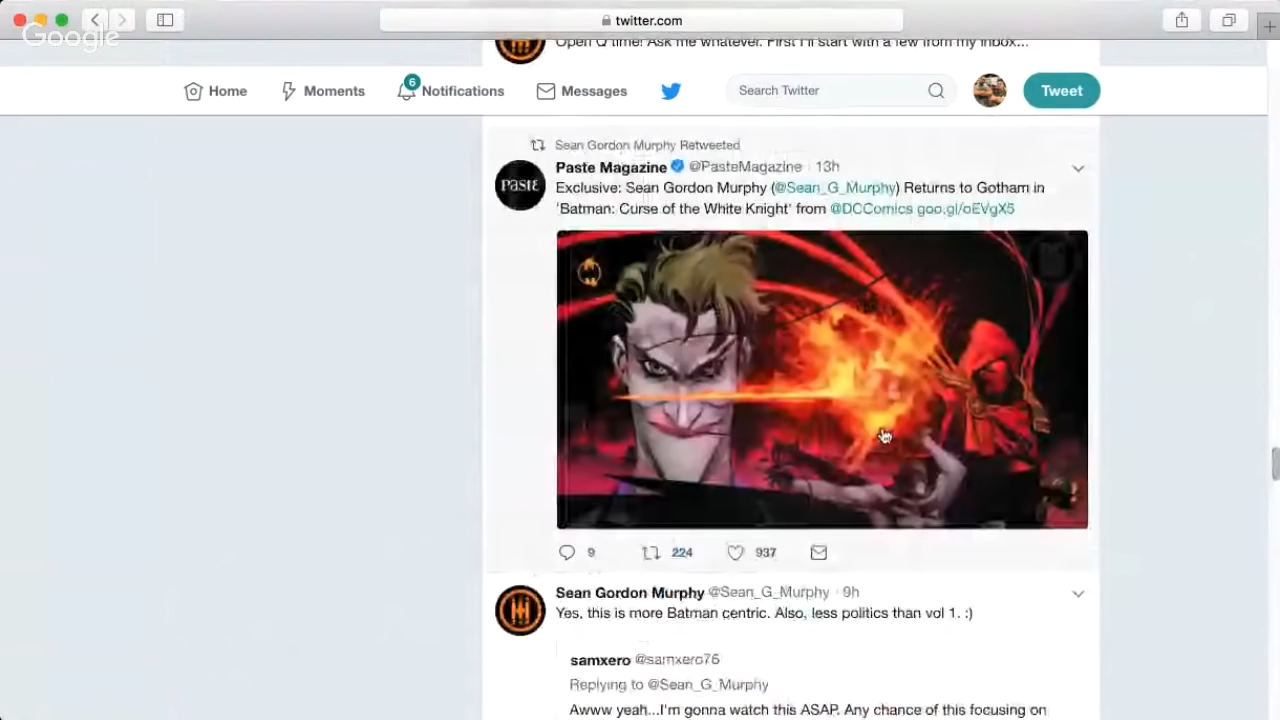 twitter.com
Google
Open Q time! Ask me whatever. First I'll start with a few from my inbox...
Home
Moments
6
Notifications
Messages
Search Twitter
Tweet
Sean Gordon Murphy Retweeted
Paste Magazine @PasteMagazine · 13h
Paste
Exclusive: Sean Gordon Murphy (@Sean_G_Murphy) Returns to Gotham in
'Batman: Curse of the White Knight' from @DCComics goo.gl/oEVgX5
9
224
937
Sean Gordon Murphy @Sean_G_Murphy · 9h
Yes, this is more Batman centric. Also, less politics than vol 1. :)
samxero @samxero76
Replying to @Sean_G_Murphy
Awww yeah...I'm gonna watch this ASAP. Any chance of this focusing on